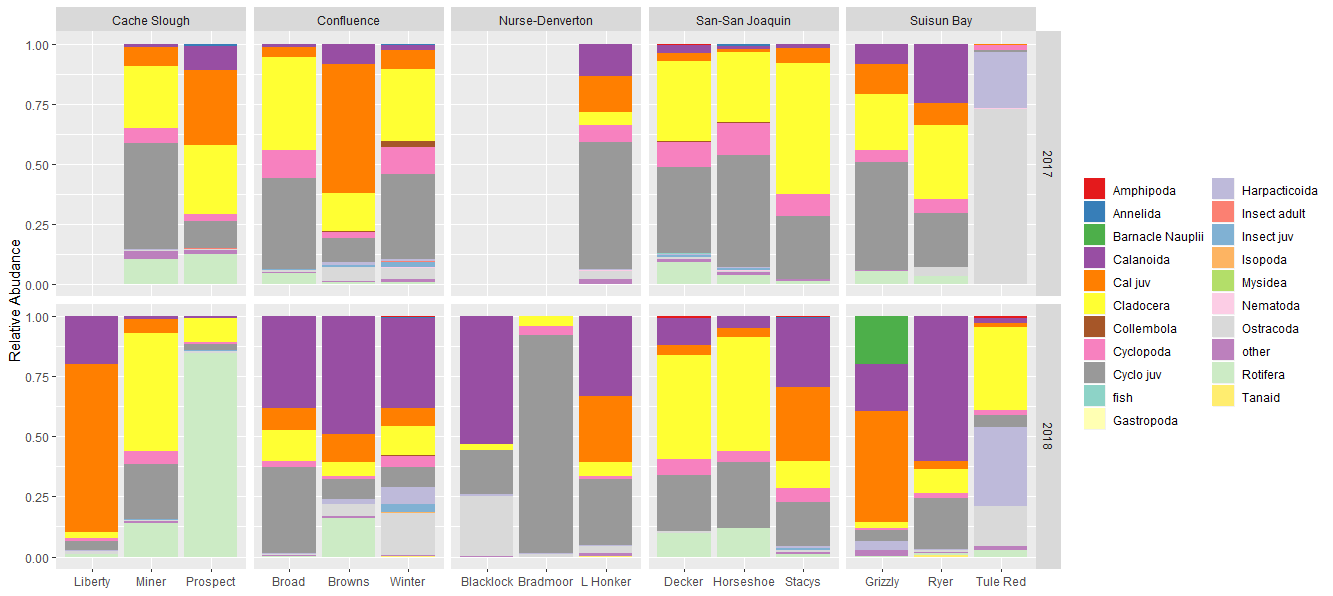 Cache Slough
Confluence
Nurse-Denverton
San-San Joaquin
Suisun Bay
1.00
0.75
0.50
0.25
0.00
2017
1.00
0.75
0.50
0.25
0.00
2018
Relative Abudance
Liberty Miner Prospect
Broad Browns Winter
Blacklock Bradmoor L Honker
Decker Horseshoe Stacys
Grizzly Ryer Tule Red
Amphipoda
Annelida
Barnacle Nauplii
Calanoida
Cal juv
Cladocera
Collembola
Cyclopoda
Cyclo juv
fish
Gastropoda
Harpacticoida
Insect adult
Insect juv
Isopoda
Mysidea
Nematoda
Ostracoda
other
Rotifera
Tanaid